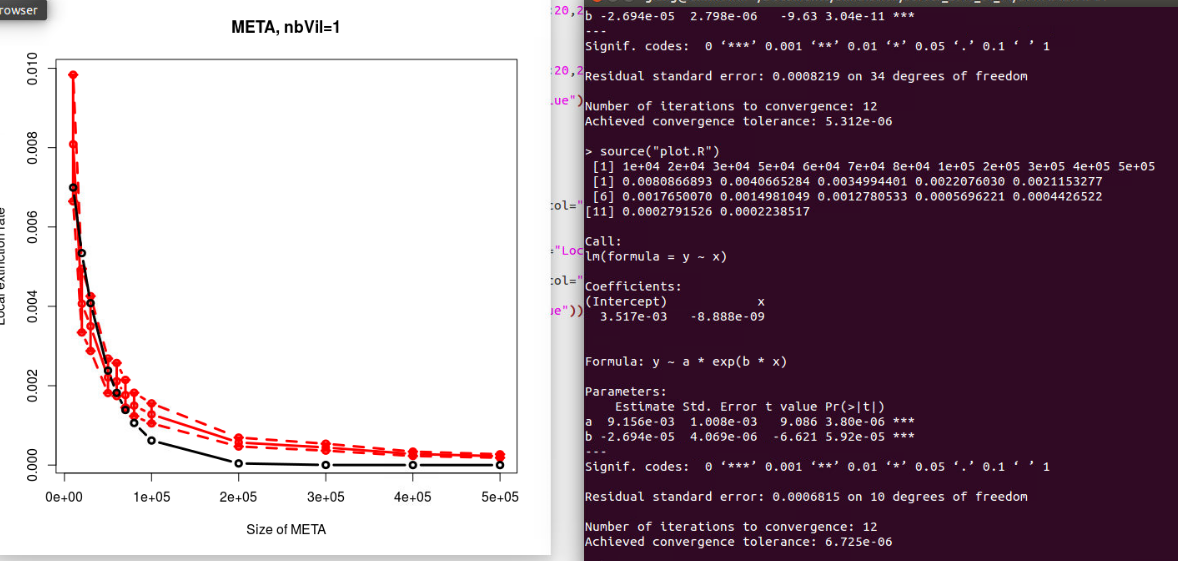 rowser
META, nbVil=1
0.010
0.008
0.006
0.004
0.002
0.000
Local extinction rate
0e+00 1e+05 2e+05 3e+05 4e+05 5e+05
Size of META
:20,2
:20,2
.ue")
col="
="Loc
col="
ue"))
b -2.694e-05 2.798e-06 -9.63 3.04e-11 ***
---
Signif. codes: 0 ‘***’ 0.001 ‘**’ 0.01 ‘*’ 0.05 ‘.’ 0.1 ‘ ’ 1
Residual standard error: 0.0008219 on 34 degrees of freedom
Number of iterations to convergence: 12
Achieved convergence tolerance: 5.312e-06
> source("plot.R")
[1] 1e+04 2e+04 3e+04 5e+04 6e+04 7e+04 8e+04 1e+05 2e+05 3e+05 4e+05 5e+05
[1] 0.0080866893 0.0040665284 0.0034994401 0.0022076030 0.0021153277
[6] 0.0017650070 0.0014981049 0.0012780533 0.0005696221 0.0004426522
[11] 0.0002791526 0.0002238517
Call:
lm(formula = y ~ x)
Coefficients:
(Intercept) x
3.517e-03 -8.888e-09
Formula: y ~ a * exp(b * x)
Parameters:
Estimate Std. Error t value Pr(>|t|)
a 9.156e-03 1.008e-03 9.086 3.80e-06 ***
b -2.694e-05 4.069e-06 -6.621 5.92e-05 ***
---
Signif. codes: 0 ‘***’ 0.001 ‘**’ 0.01 ‘*’ 0.05 ‘.’ 0.1 ‘ ’ 1
Residual standard error: 0.0006815 on 10 degrees of freedom
Number of iterations to convergence: 12
Achieved convergence tolerance: 6.725e-06